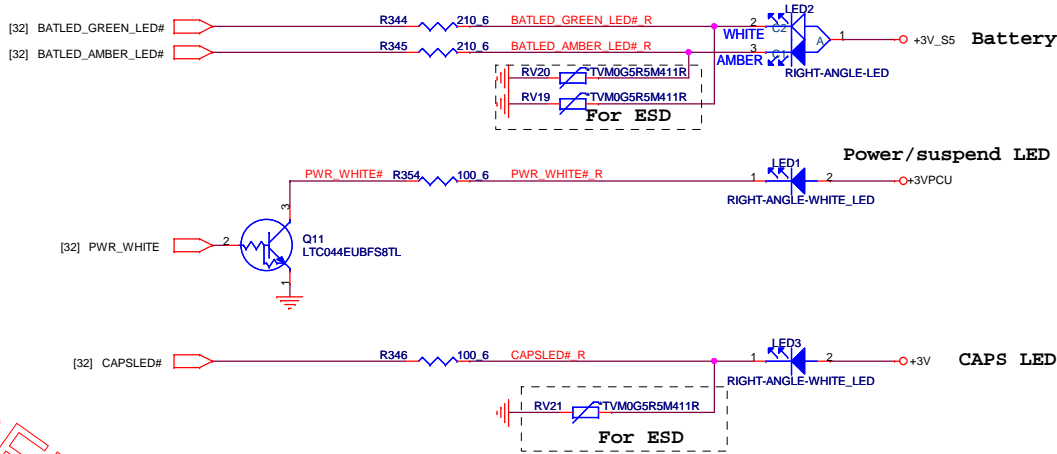 [32] BATLED_GREEN_LED# R344 210_6 BATLED_GREEN_LED#_R 2 LED2
WHITE C2
A 1 +3V_S5 Battery
[32] BATLED_AMBER_LED# R345 210_6 BATLED_AMBER_LED#_R 3 C1
AMBER
RIGHT-ANGLE-LED
RV20 *TVM0G5R5M411R
RV19 *TVM0G5R5M411R
For ESD
Power/suspend LED
PWR_WHITE# R354 100_6 PWR_WHITE#_R 1 LED1 2 +3VPCU
RIGHT-ANGLE-WHITE_LED
3
[32] PWR_WHITE 2 Q11
LTC044EUBFS8TL
1
[32] CAPSLED# R346 100_6 CAPSLED#_R 1 LED3 2 +3V CAPS LED
RIGHT-ANGLE-WHITE_LED
RV21 *TVM0G5R5M411R
For ESD